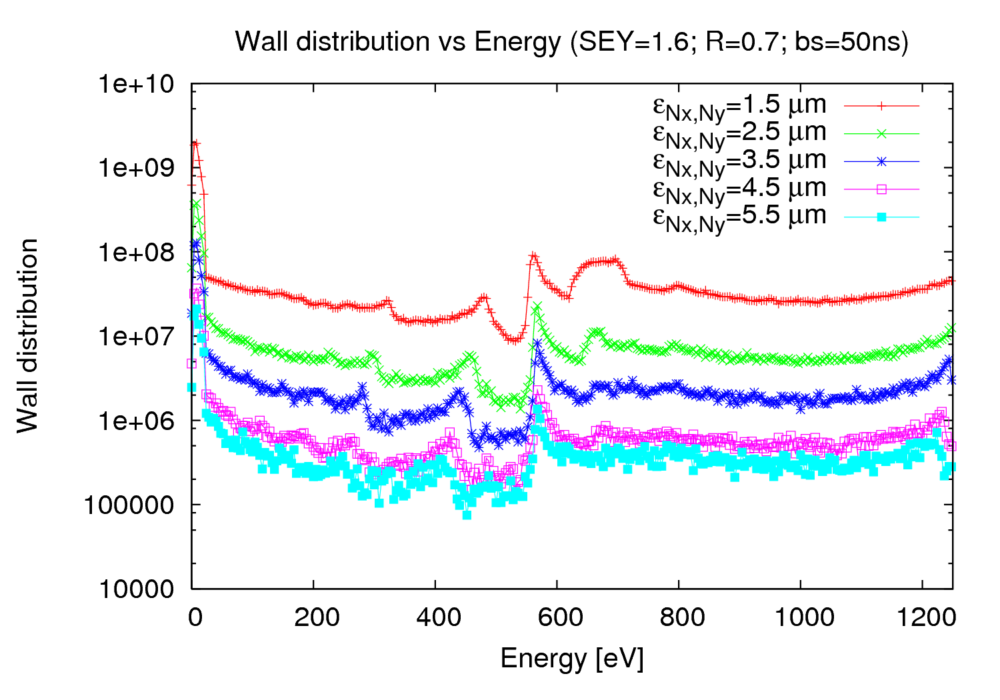 Wall distribution vs Energy (SEY=1.6; R=0.7; bs=50ns)
1e+10
1e+09
1e+08
1e+07
1e+06
100000
10000
Wall distribution
εNx,Ny=1.5 μm
εNx,Ny=2.5 μm
εNx,Ny=3.5 μm
εNx,Ny=4.5 μm
εNx,Ny=5.5 μm
0 200 400 600 800 1000 1200
Energy [eV]